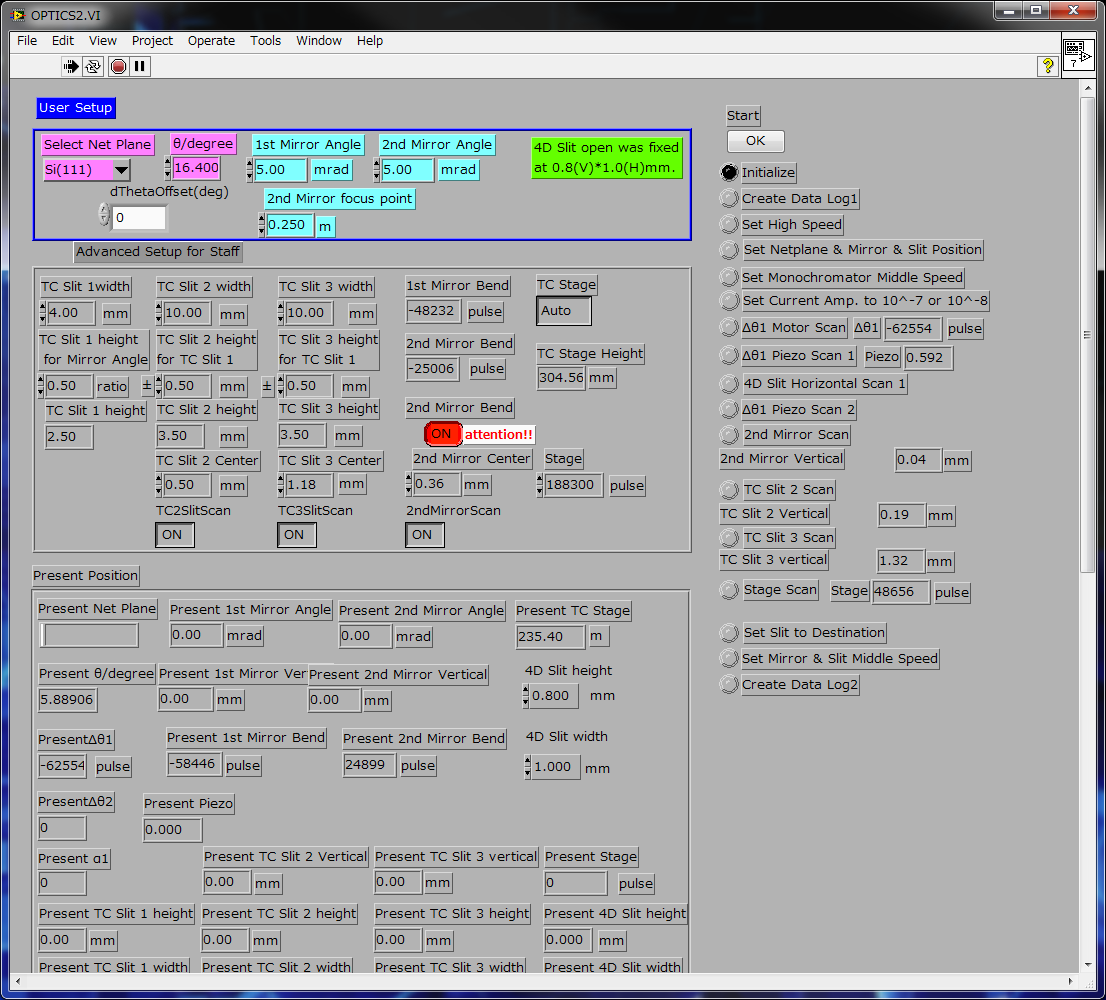 OPTICS2.VI
File Edit View Project Operate Tools Window Help
?
7
User Setup
Select Net Plane θ/degree 1st Mirror Angle 2nd Mirror Angle
Si(111) 16.400 5.00 mrad 5.00 mrad
4D Slit open was fixed
at 0.8(V)*1.0(H)mm.
dThetaOffset(deg) 2nd Mirror focus point
0 0.250 m
Advanced Setup for Staff
TC Slit 1width TC Slit 2 width TC Slit 3 width 1st Mirror Bend TC Stage
4.00 mm 10.00 mm 10.00 mm -48232 pulse Auto
TC Slit 1 height
for Mirror Angle
TC Slit 2 height
for TC Slit 1
TC Slit 3 height
for TC Slit 1
2nd Mirror Bend TC Stage Height
0.50 ratio ± 0.50 mm ± 0.50 mm -25006 pulse 304.56 mm
TC Slit 1 height TC Slit 2 height TC Slit 3 height 2nd Mirror Bend
2.50 3.50 mm 3.50 mm ON attention!!
TC Slit 2 Center TC Slit 3 Center 2nd Mirror Center Stage
0.50 mm 1.18 mm 0.36 mm 188300 pulse
TC2SlitScan TC3SlitScan 2ndMirrorScan
ON ON ON
Present Position
Present Net Plane Present 1st Mirror Angle Present 2nd Mirror Angle Present TC Stage
0.00 mrad 0.00 mrad 235.40 m
Present θ/degree Present 1st Mirror Ver Present 2nd Mirror Vertical 4D Slit height
5.88906 0.00 mm 0.00 mm 0.800 mm
PresentΔθ1 Present 1st Mirror Bend Present 2nd Mirror Bend 4D Slit width
-62554 pulse -58446 pulse 24899 pulse 1.000 mm
PresentΔθ2 Present Piezo
0 0.000
Present α1 Present TC Slit 2 Vertical Present TC Slit 3 vertical Present Stage
0 0.00 mm 0.00 mm 0 pulse
Present TC Slit 1 height Present TC Slit 2 height Present TC Slit 3 height Present 4D Slit height
0.00 mm 0.00 mm 0.00 mm 0.000 mm
Present TC Slit 1 width Present TC Slit 2 width Present TC Slit 3 width Present 4D Slit width
Start
OK
Initialize
Create Data Log1
Set High Speed
Set Netplane & Mirror & Slit Position
Set Monochromator Middle Speed
Set Current Amp. to 10^-7 or 10^-8
Δθ1 Motor Scan Δθ1 -62554 pulse
Δθ1 Piezo Scan 1 Piezo 0.592
4D Slit Horizontal Scan 1
Δθ1 Piezo Scan 2
2nd Mirror Scan
2nd Mirror Vertical 0.04 mm
TC Slit 2 Scan
TC Slit 2 Vertical 0.19 mm
TC Slit 3 Scan
TC Slit 3 vertical 1.32 mm
Stage Scan Stage 48656 pulse
Set Slit to Destination
Set Mirror & Slit Middle Speed
Create Data Log2